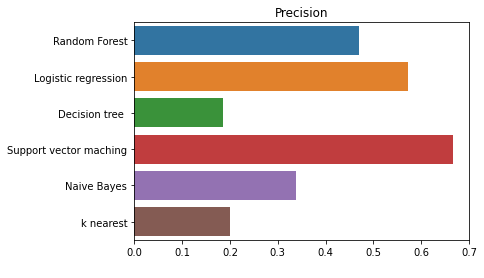 Precision
Random Forest
Logistic regression
Decision tree
Support vector maching
Naive Bayes
k nearest
0.0 0.1 0.2 0.3 0.4 0.5 0.6 0.7